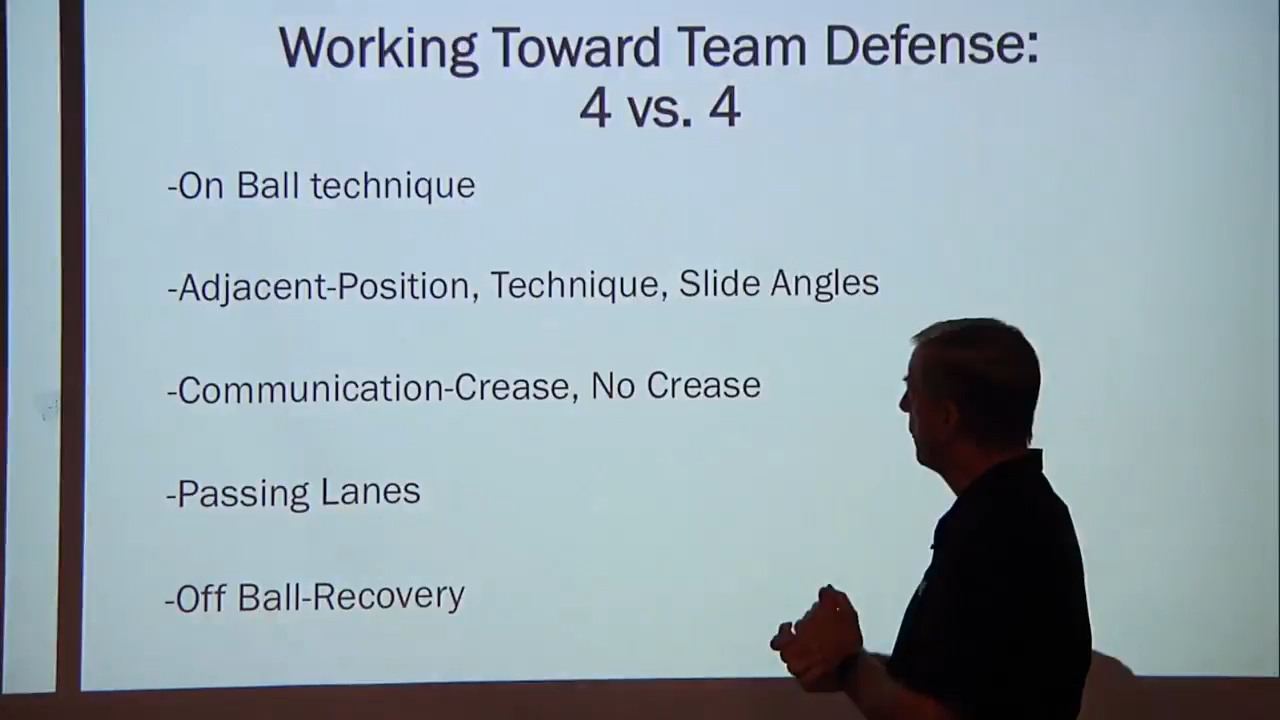 Working Toward Team Defense:
4 vs. 4
-On Ball technique
-Adjacent-Position, Technique, Slide Angles
-Communication-Crease, No Crease
-Passing Lanes
-Off Ball-Recovery